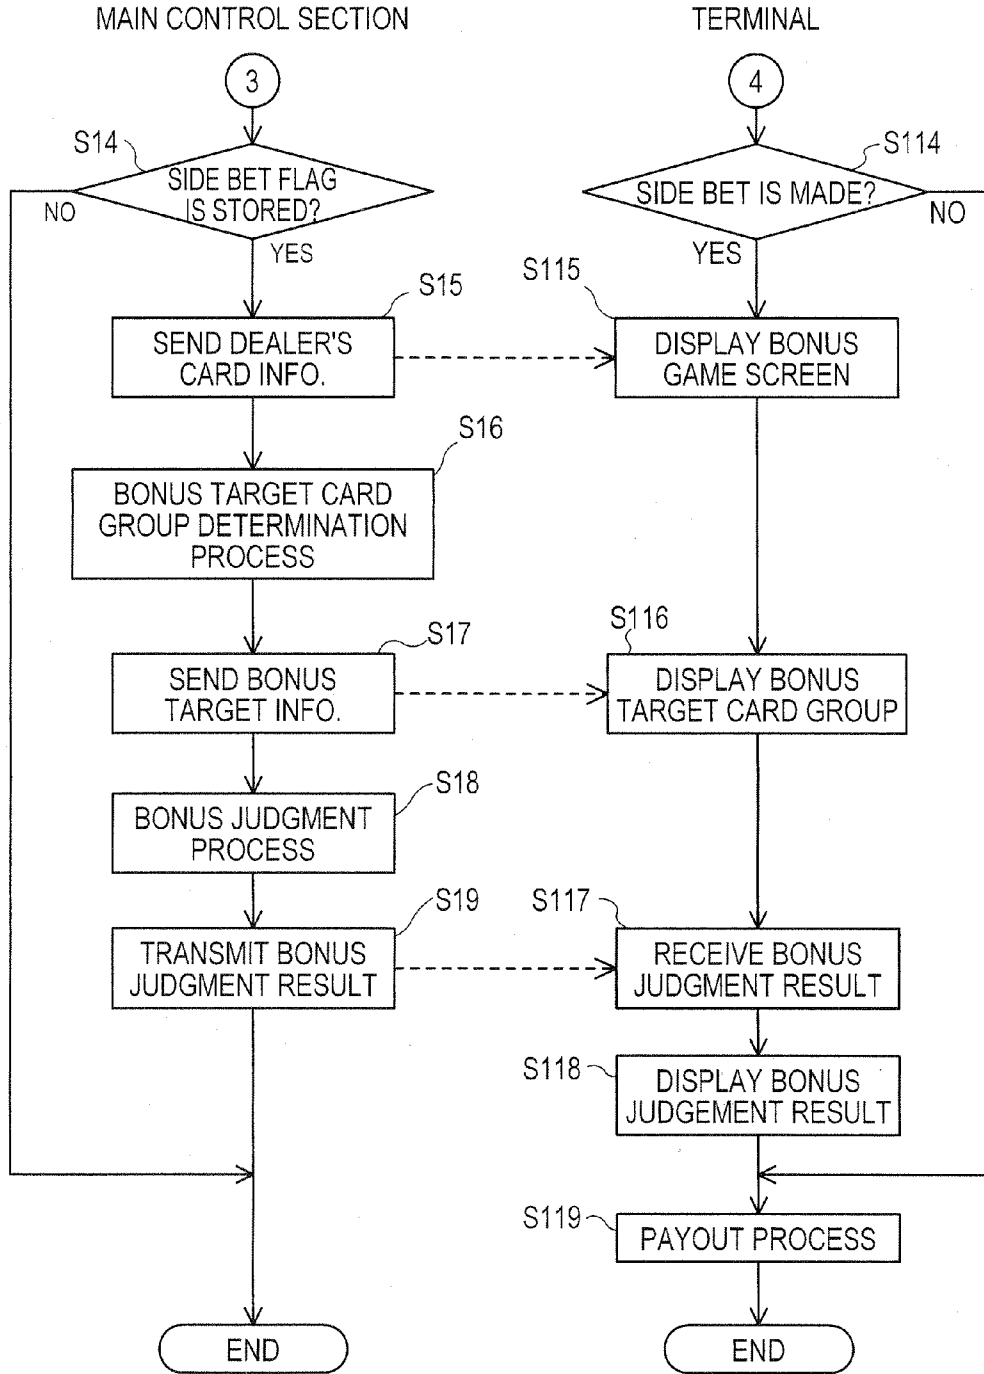 MAIN CONTROL SECTION
TERMINAL
3
4
S14
SIDE BET FLAG
IS STORED?
NO
YES
S114
SIDE BET IS MADE?
NO
YES
S15
SEND DEALER'S
CARD INFO.
S115
DISPLAY BONUS
GAME SCREEN
S16
BONUS TARGET CARD
GROUP DETERMINATION
PROCESS
S17
SEND BONUS
TARGET INFO.
S116
DISPLAY BONUS
TARGET CARD GROUP
S18
BONUS JUDGMENT
PROCESS
S19
TRANSMIT BONUS
JUDGMENT RESULT
S117
RECEIVE BONUS
JUDGMENT RESULT
S118
DISPLAY BONUS
JUDGEMENT RESULT
S119
PAYOUT PROCESS
END
END